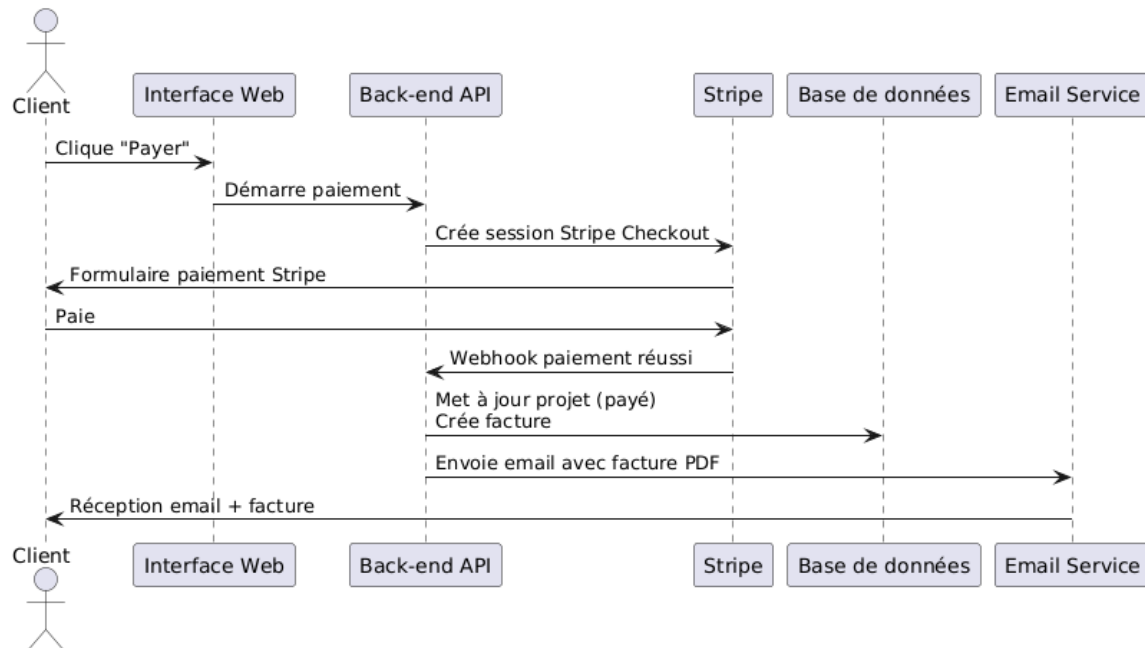 Client
Interface Web
Back-end API
Stripe
Base de données
Email Service
Clique "Payer"
Démarre paiement
Crée session Stripe Checkout
Formulaire paiement Stripe
Paie
Webhook paiement réussi
Met à jour projet (payé)
Crée facture
Envoie email avec facture PDF
Réception email + facture
Client
Interface Web
Back-end API
Stripe
Base de données
Email Service